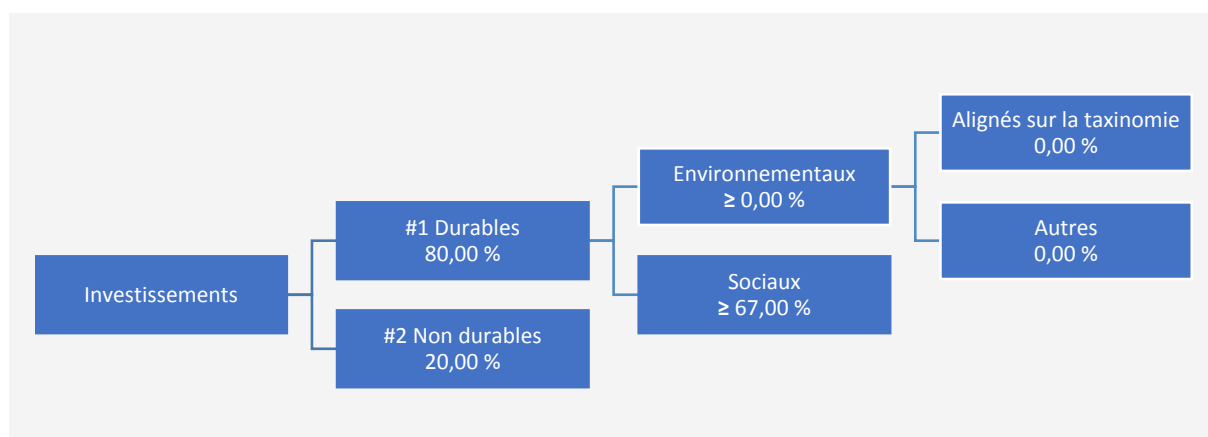 Investissements
#1 Durables
80,00 %
#2 Non durables
20,00 %
Environnementaux
≥ 0,00 %
Sociaux
≥ 67,00 %
Alignés sur la taxinomie
0,00 %
Autres
0,00 %